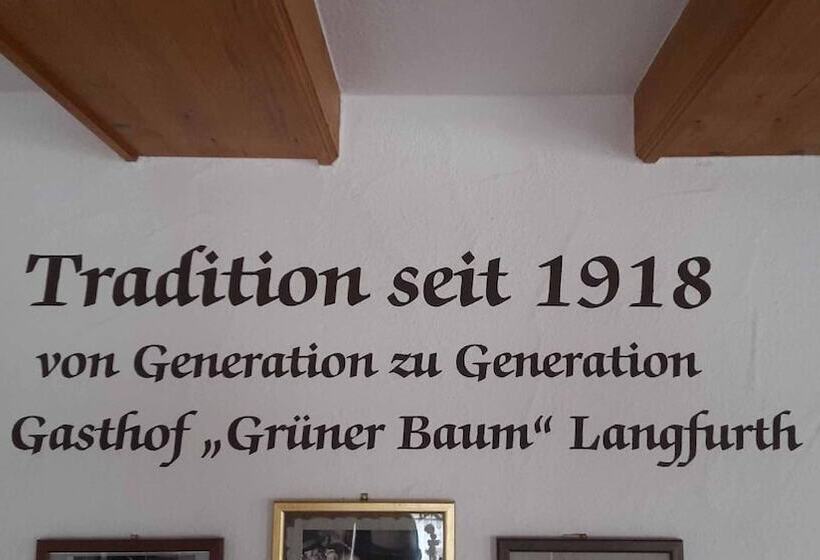 Tradition seit 1918
von Generation zu Generation
Gasthof „Grüner Baum“ Langfurth